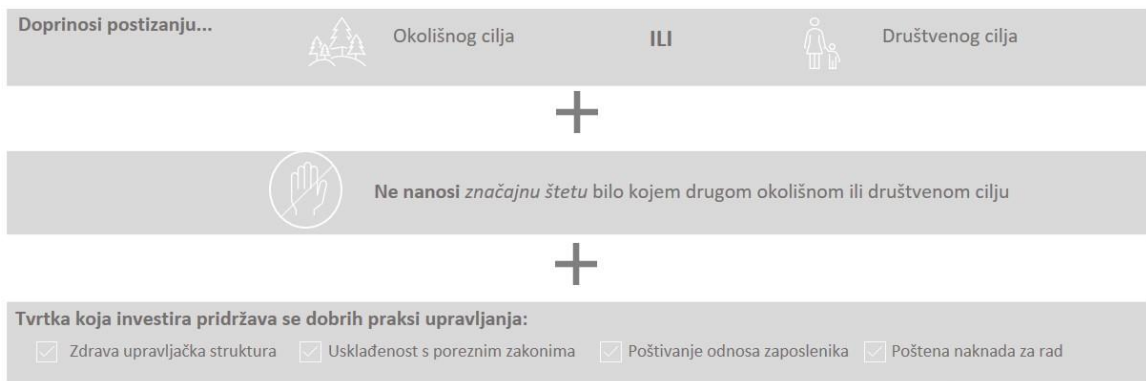 Doprinosi postizanju... Okolišnog cilja ILI Društvenog cilja
Ne nanosi značajnu štetu bilo kojem drugom okolišnom ili društvenom cilju
Tvrtka koja investira pridržava se dobrih praksi upravljanja:
Zdrava upravljačka struktura Usklađenost s poreznim zakonima Poštivanje odnosa zaposlenika Poštena naknada za rad